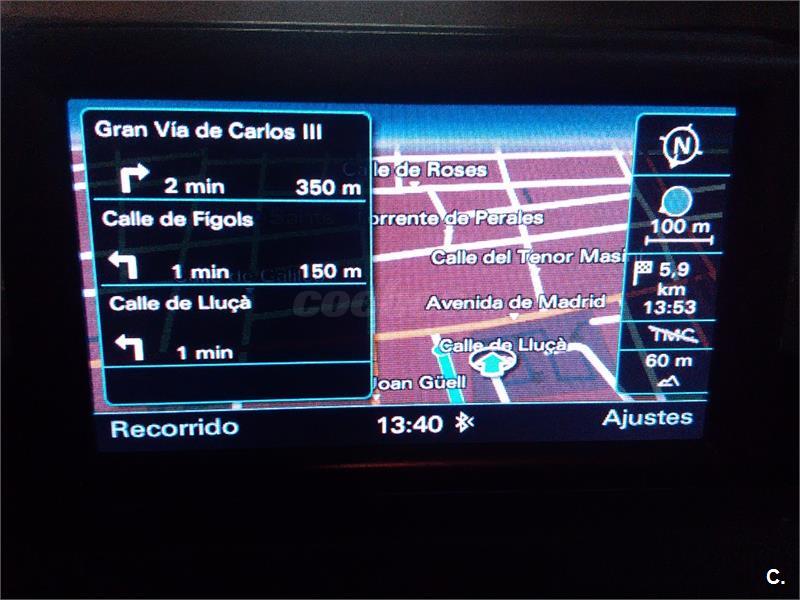 Gran Vía de Carlos III
2 min 350 m
Calle de Fígols
1 min 150 m
Calle de Lluçà
1 min
Calle de Roses
Torrente de Perales
Calle del Tenor Masi
Avenida de Madrid
Calle de Lluçà
Joan Güell
N
100 m
5,9
km
13:53
TMC
60 m
Recorrido
13:40
Ajustes
C.